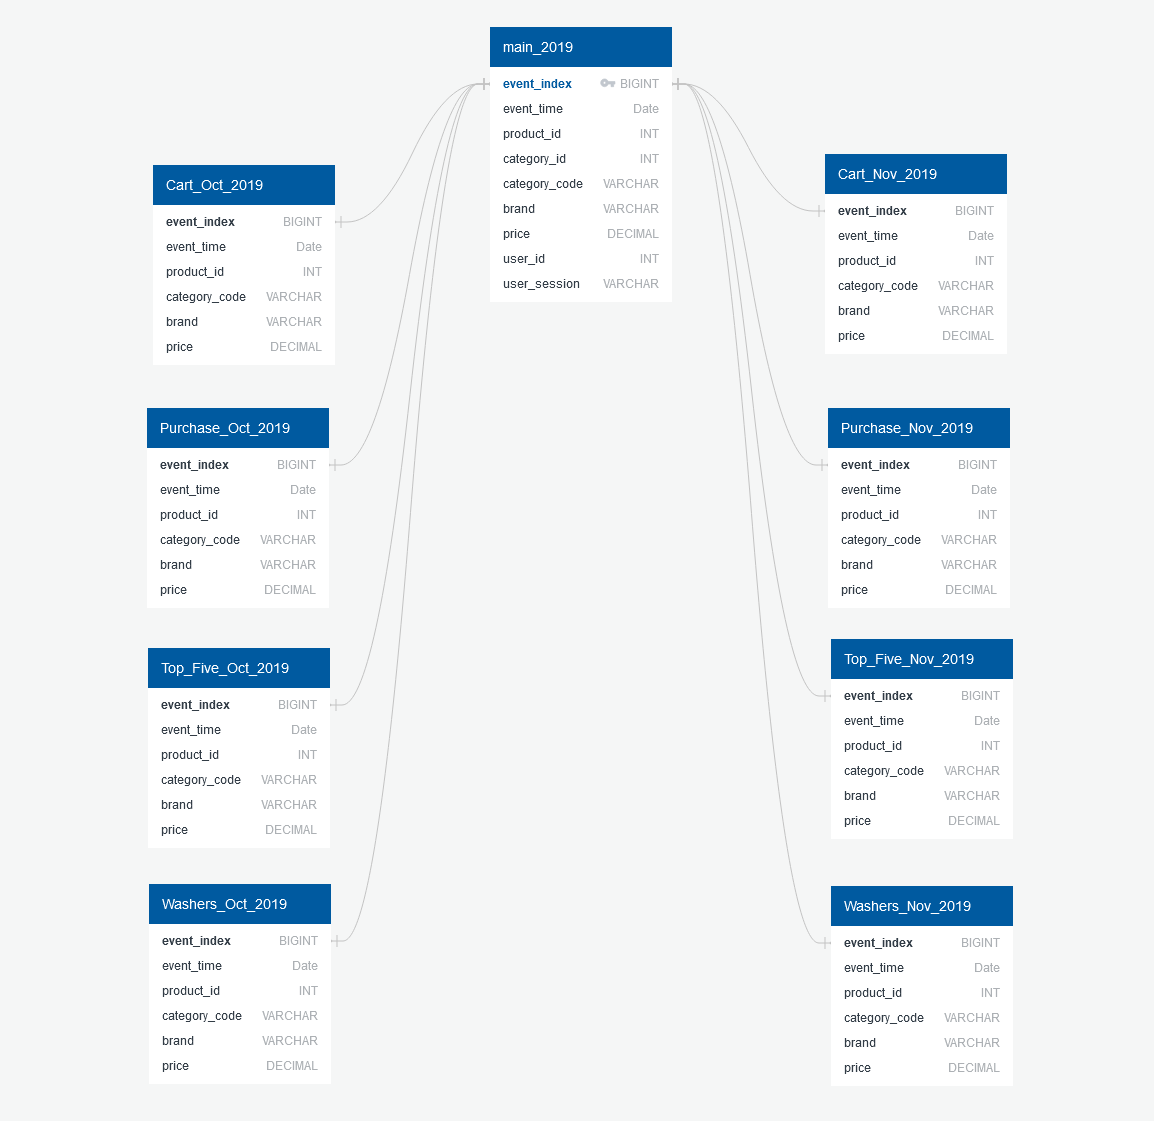 main_2019
event_index BIGINT
event_time Date
product_id INT
category_id INT
category_code VARCHAR
brand VARCHAR
price DECIMAL
user_id INT
user_session VARCHAR
Cart_Oct_2019
event_index BIGINT
event_time Date
product_id INT
category_code VARCHAR
brand VARCHAR
price DECIMAL
Purchase_Oct_2019
event_index BIGINT
event_time Date
product_id INT
category_code VARCHAR
brand VARCHAR
price DECIMAL
Top_Five_Oct_2019
event_index BIGINT
event_time Date
product_id INT
category_code VARCHAR
brand VARCHAR
price DECIMAL
Washers_Oct_2019
event_index BIGINT
event_time Date
product_id INT
category_code VARCHAR
brand VARCHAR
price DECIMAL
Cart_Nov_2019
event_index BIGINT
event_time Date
product_id INT
category_code VARCHAR
brand VARCHAR
price DECIMAL
Purchase_Nov_2019
event_index BIGINT
event_time Date
product_id INT
category_code VARCHAR
brand VARCHAR
price DECIMAL
Top_Five_Nov_2019
event_index BIGINT
event_time Date
product_id INT
category_code VARCHAR
brand VARCHAR
price DECIMAL
Washers_Nov_2019
event_index BIGINT
event_time Date
product_id INT
category_code VARCHAR
brand VARCHAR
price DECIMAL